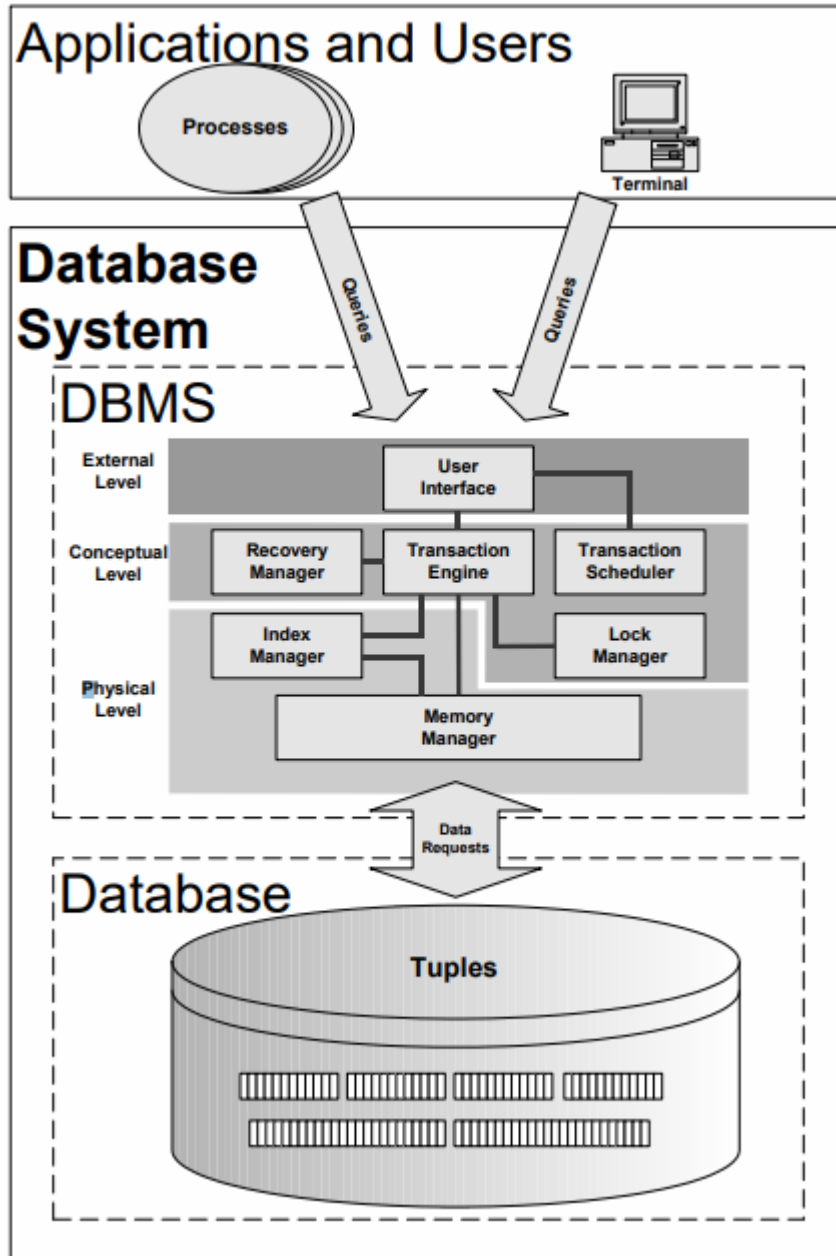 Applications and Users
Processes
Terminal
Queries
Queries
Database
System
DBMS
External
Level
User
Interface
Conceptual
Level
Recovery
Manager
Transaction
Engine
Transaction
Scheduler
Index
Manager
Lock
Manager
Physical
Level
Memory
Manager
Data
Requests
Database
Tuples